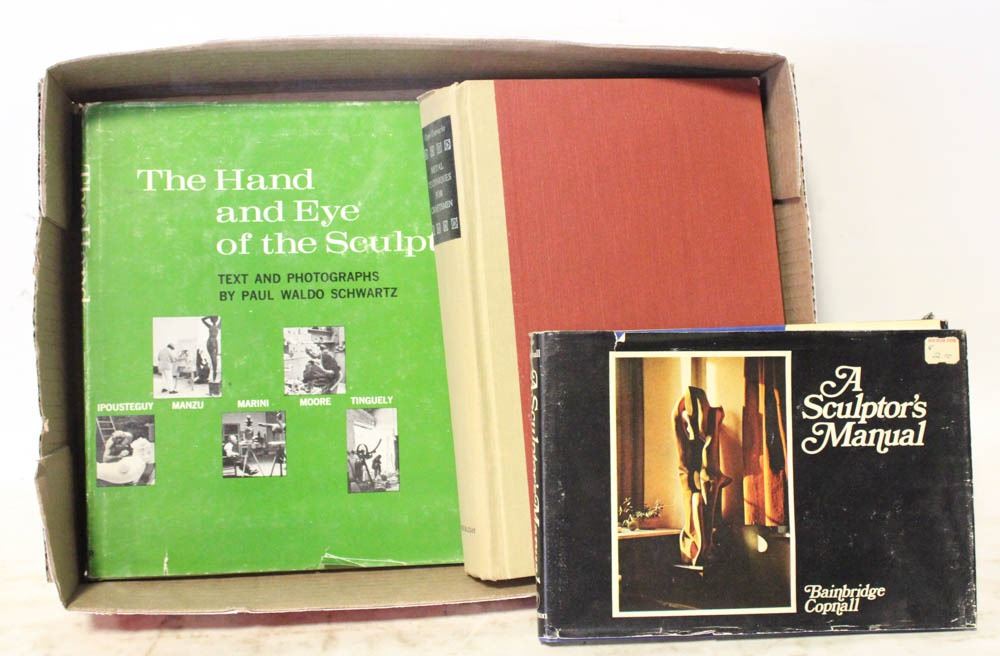 The Hand
and Eye
of the Sculpt
TEXT AND PHOTOGRAPHS
BY PAUL WALDO SCHWARTZ
IPOUSTEGUY MANZU MARINI MOORE TINGUELY
METAL
TECHNIQUES
FOR
CRAFTSMEN
A
Sculptor's
Manual
Bainbridge
Copnall